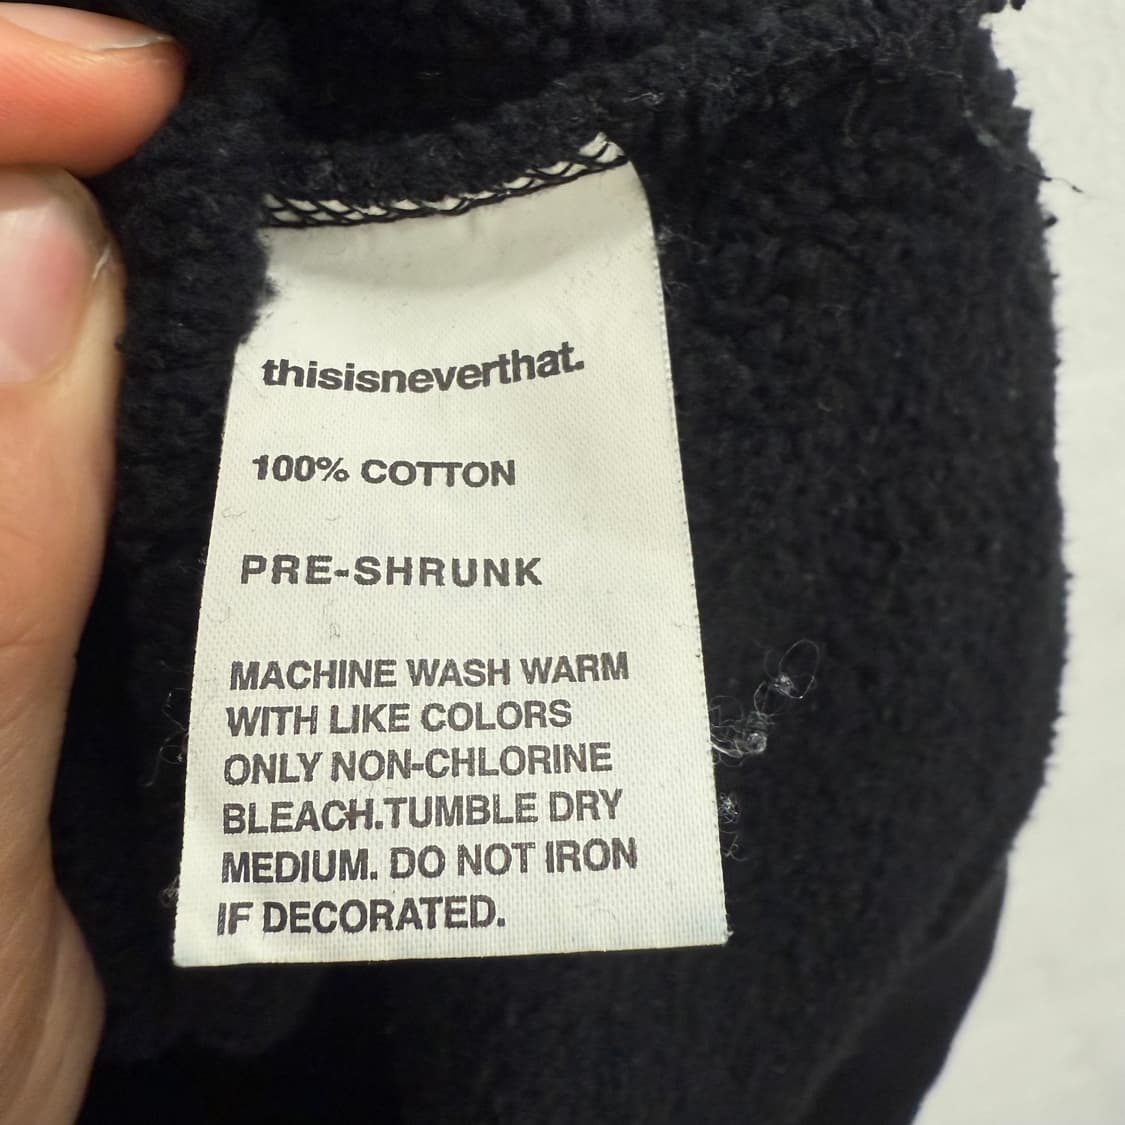 thisisneverthat.
100% COTTON
PRE-SHRUNK
MACHINE WASH WARM
WITH LIKE COLORS
ONLY NON-CHLORINE
BLEACH.TUMBLE DRY
MEDIUM. DO NOT IRON
IF DECORATED.